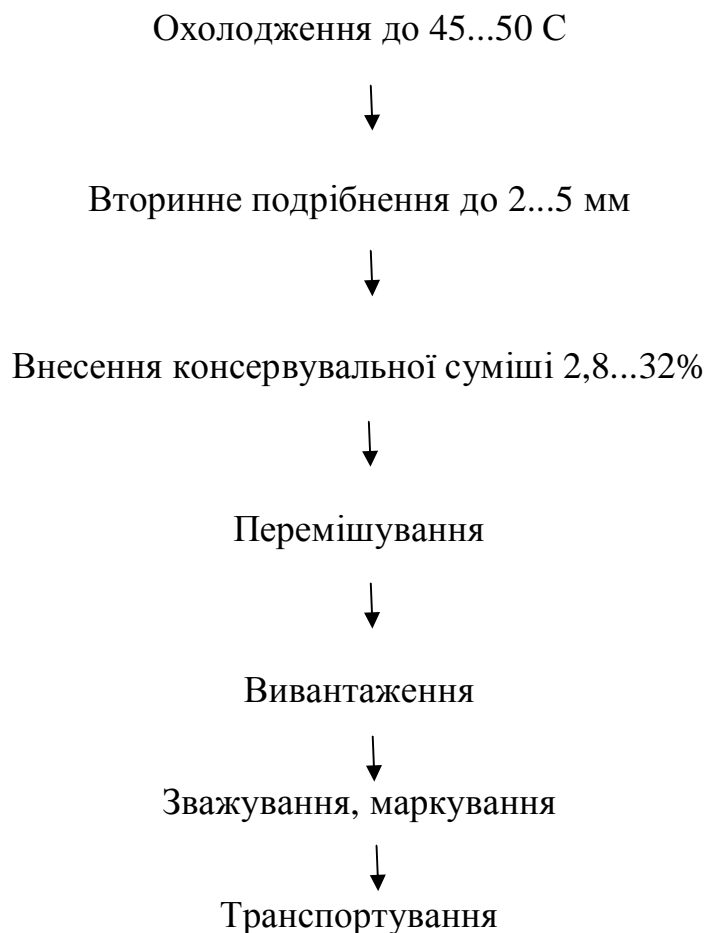 Охолодження до 45...50 С
Вторинне подрібнення до 2...5 мм
Внесення консервувальної суміші 2,8...32%
Перемішування
Вивантаження
Зважування, маркування
Транспортування